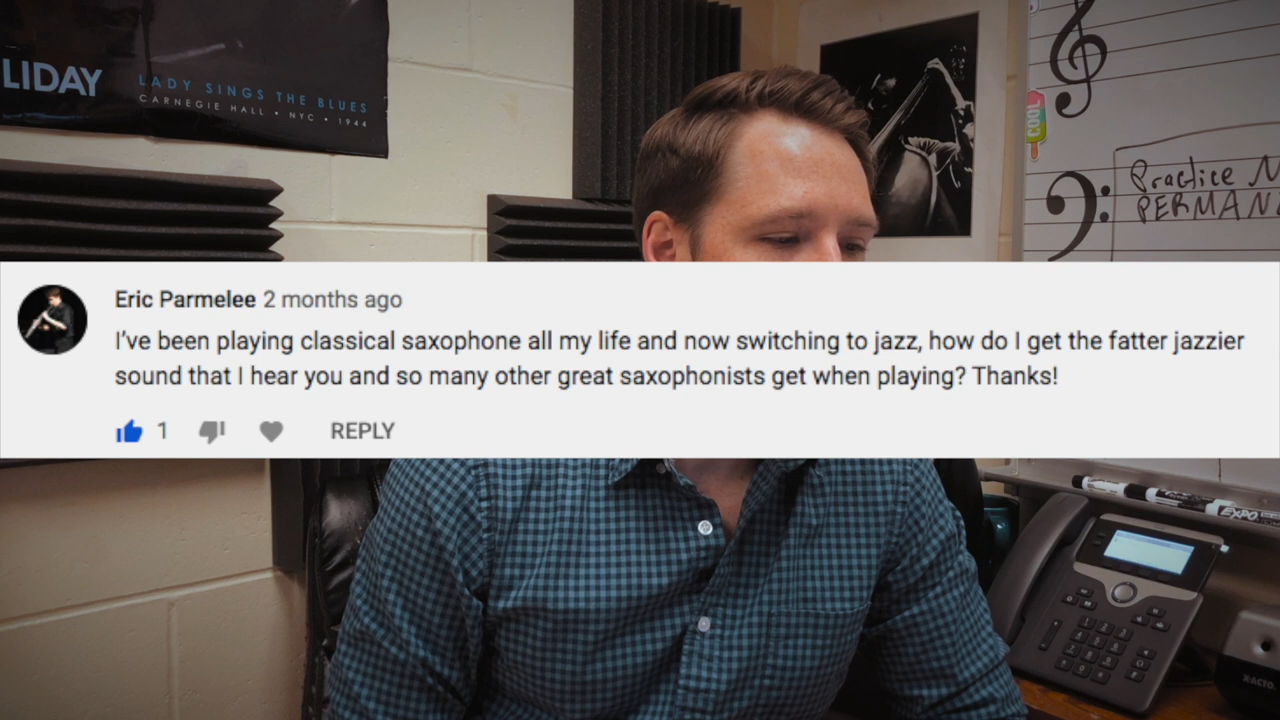 LIDAY
LADY SINGS THE BLUES
CARNEGIE HALL • NYC • 1944
COOL
Practice
Eric Parmelee 2 months ago
I've been playing classical saxophone all my life and now switching to jazz, how do I get the fatter jazzier
sound that I hear you and so many other great saxophonists get when playing? Thanks!
1
REPLY
EXPO
X-ACTO